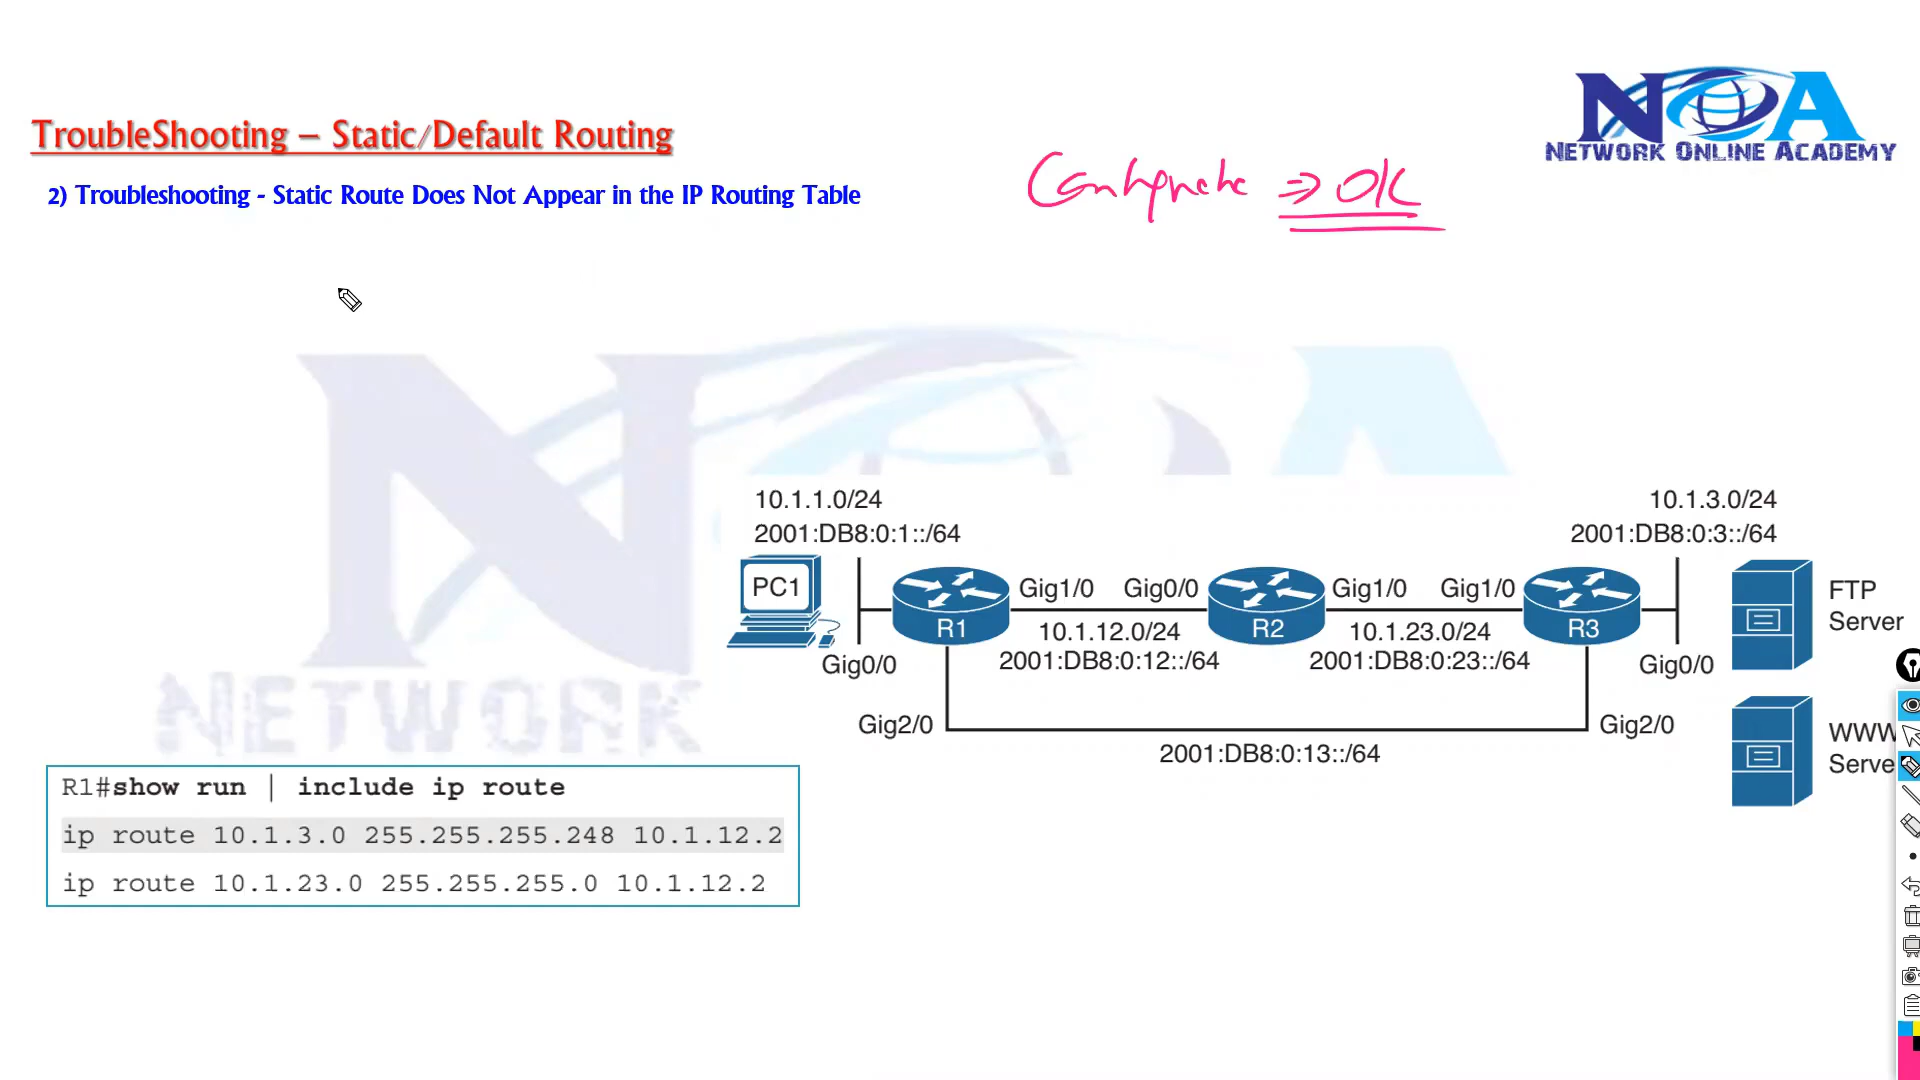 NOA
NETWORK ONLINE ACADEMY
TroubleShooting – Static/Default Routing
2) Troubleshooting - Static Route Does Not Appear in the IP Routing Table
⇒ OK
10.1.1.0/24
2001:DB8:0:1::/64
10.1.3.0/24
2001:DB8:0:3::/64
PC1
Gig0/0
R1
Gig1/0
Gig0/0
10.1.12.0/24
2001:DB8:0:12::/64
R2
Gig1/0
Gig1/0
10.1.23.0/24
2001:DB8:0:23::/64
R3
Gig0/0
FTP
Server
Gig2/0
Gig2/0
2001:DB8:0:13::/64
WWW
Serve
NETWORK
R1#show run | include ip route
ip route 10.1.3.0 255.255.255.248 10.1.12.2
ip route 10.1.23.0 255.255.255.0 10.1.12.2